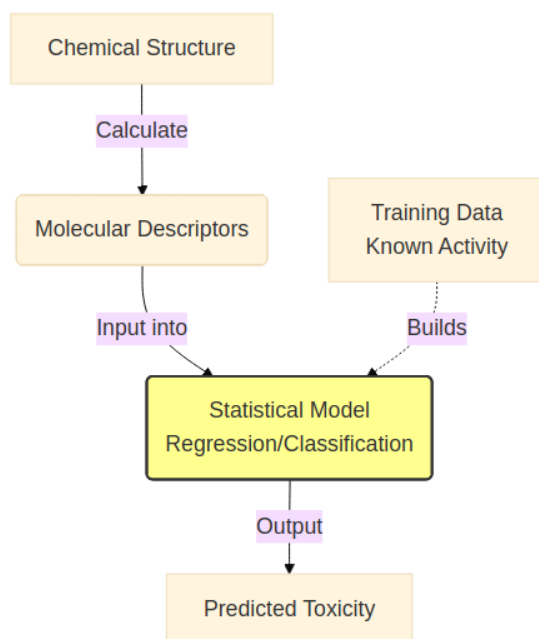 Chemical Structure
Calculate
Molecular Descriptors
Training Data
Known Activity
Input into
Builds
Statistical Model
Regression/Classification
Output
Predicted Toxicity